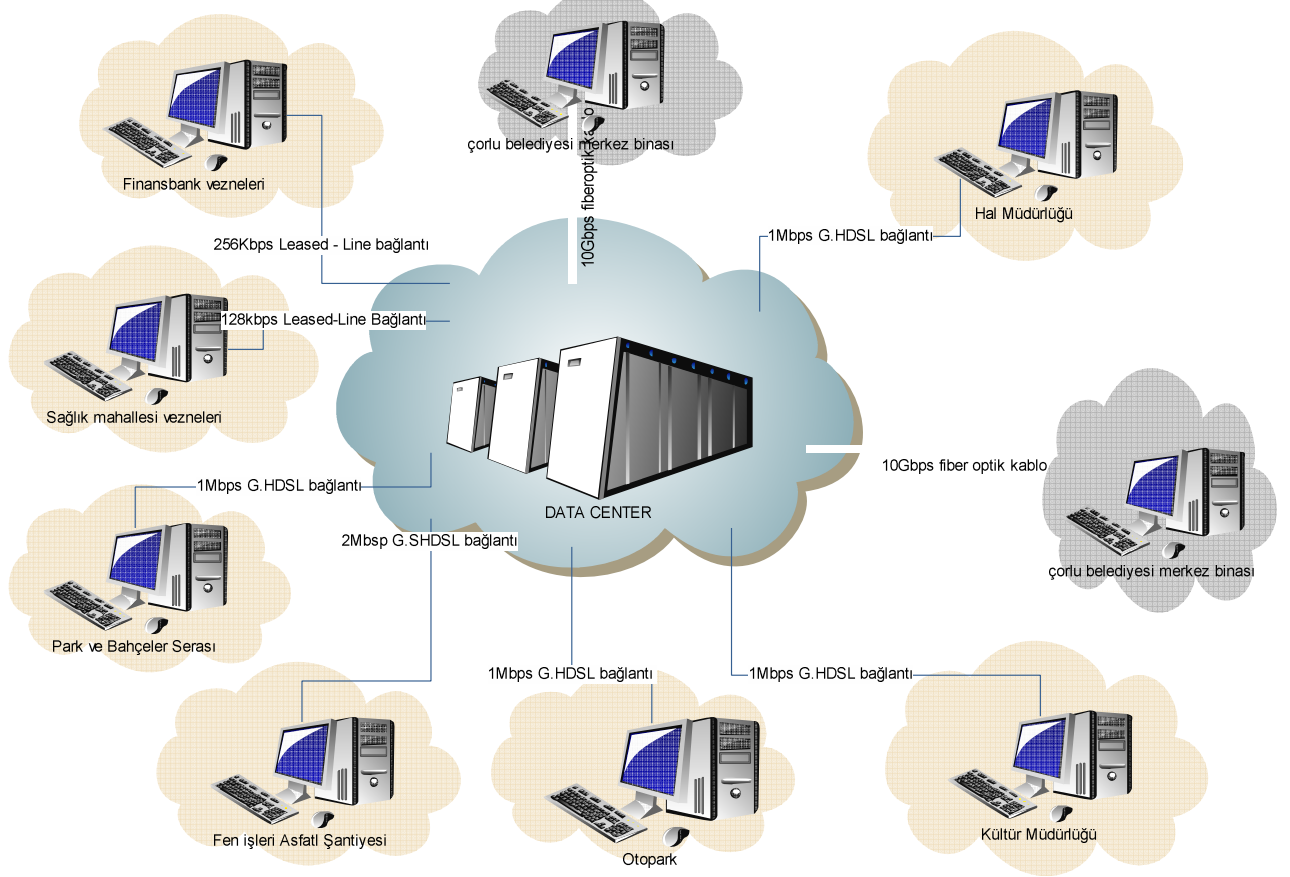 çorlu belediyesi merkez binası
10Gbps fiberoptik kablo
Finansbank vezneleri
Hal Müdürlüğü
256Kbps Leased - Line bağlantı
1Mbps G.HDSL bağlantı
128kbps Leased-Line Bağlantı
Sağlık mahallesi vezneleri
10Gbps fiber optik kablo
1Mbps G.HDSL bağlantı
DATA CENTER
2Mbsp G.SHDSL bağlantı
çorlu belediyesi merkez binası
Park ve Bahçeler Serası
1Mbps G.HDSL bağlantı
1Mbps G.HDSL bağlantı
Fen işleri Asfatl Şantiyesi
Otopark
Kültür Müdürlüğü